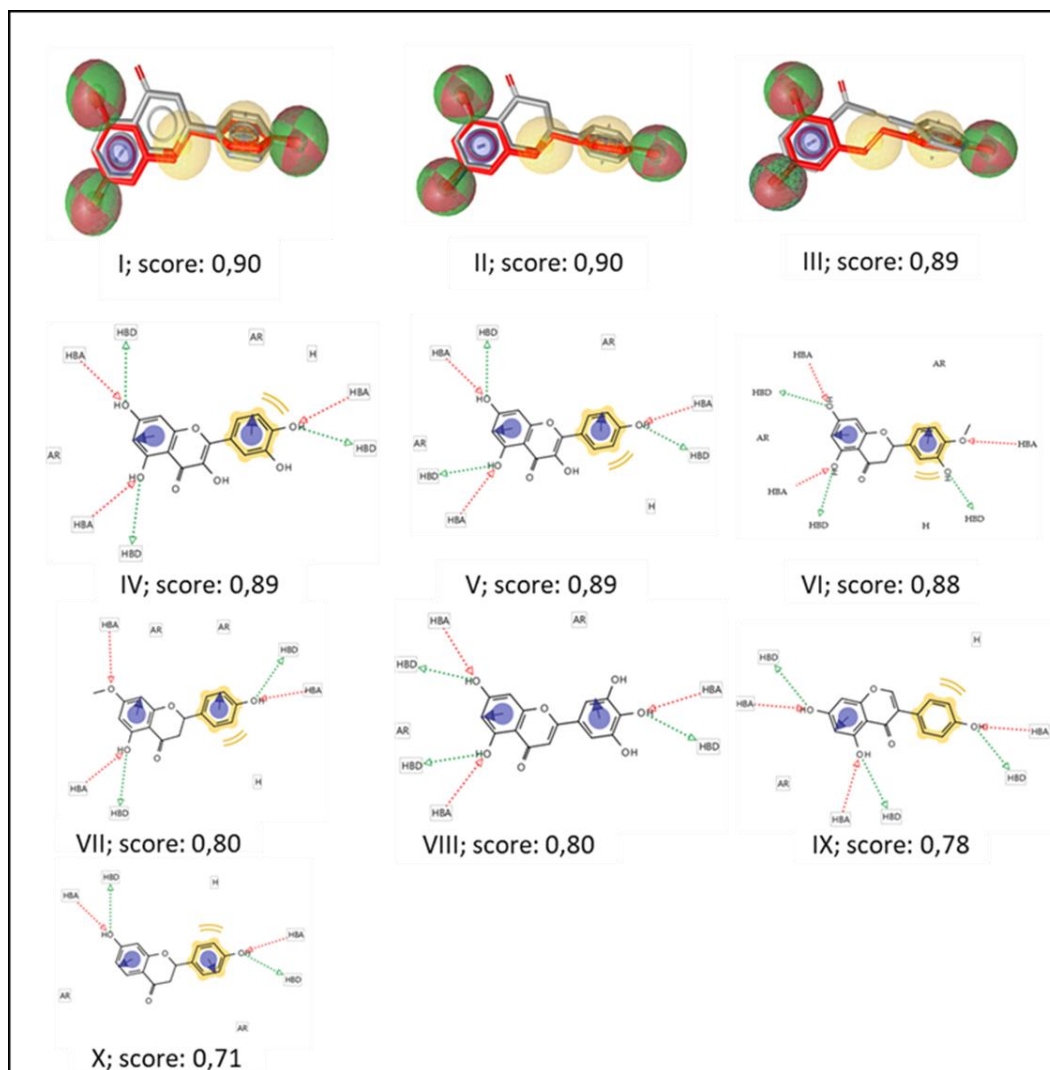 I; score: 0,90
II; score: 0,90
III; score: 0,89
HBD
HBA
AR
H
HBA
HO
OH
HBD
AR
OH
HO
O
O
OH
HBA
HBD
IV; score: 0,89
HBD
HBA
AR
HO
HBA
O
OH
AR
HBD
HBD
HO
O
OH
HBA
H
V; score: 0,89
HBA
AR
HBD
OH
O
O
AR
HBA
HBA
OH
O
OH
HBD
H
HBD
VI; score: 0,88
HBA
AR
AR
HBD
O
O
OH
HBA
OH
O
HBA
HBD
H
VII; score: 0,80
HBA
AR
HBD
OH
HO
O
HBA
OH
AR
HBD
HBD
HO
O
OH
HBA
VIII; score: 0,80
H
HBD
O
HBA
HO
OH
HBA
O
OH
HBD
AR
HBA
HBD
IX; score: 0,78
HBD
H
HBA
HO
O
HBA
OH
HBD
AR
O
AR
X; score: 0,71